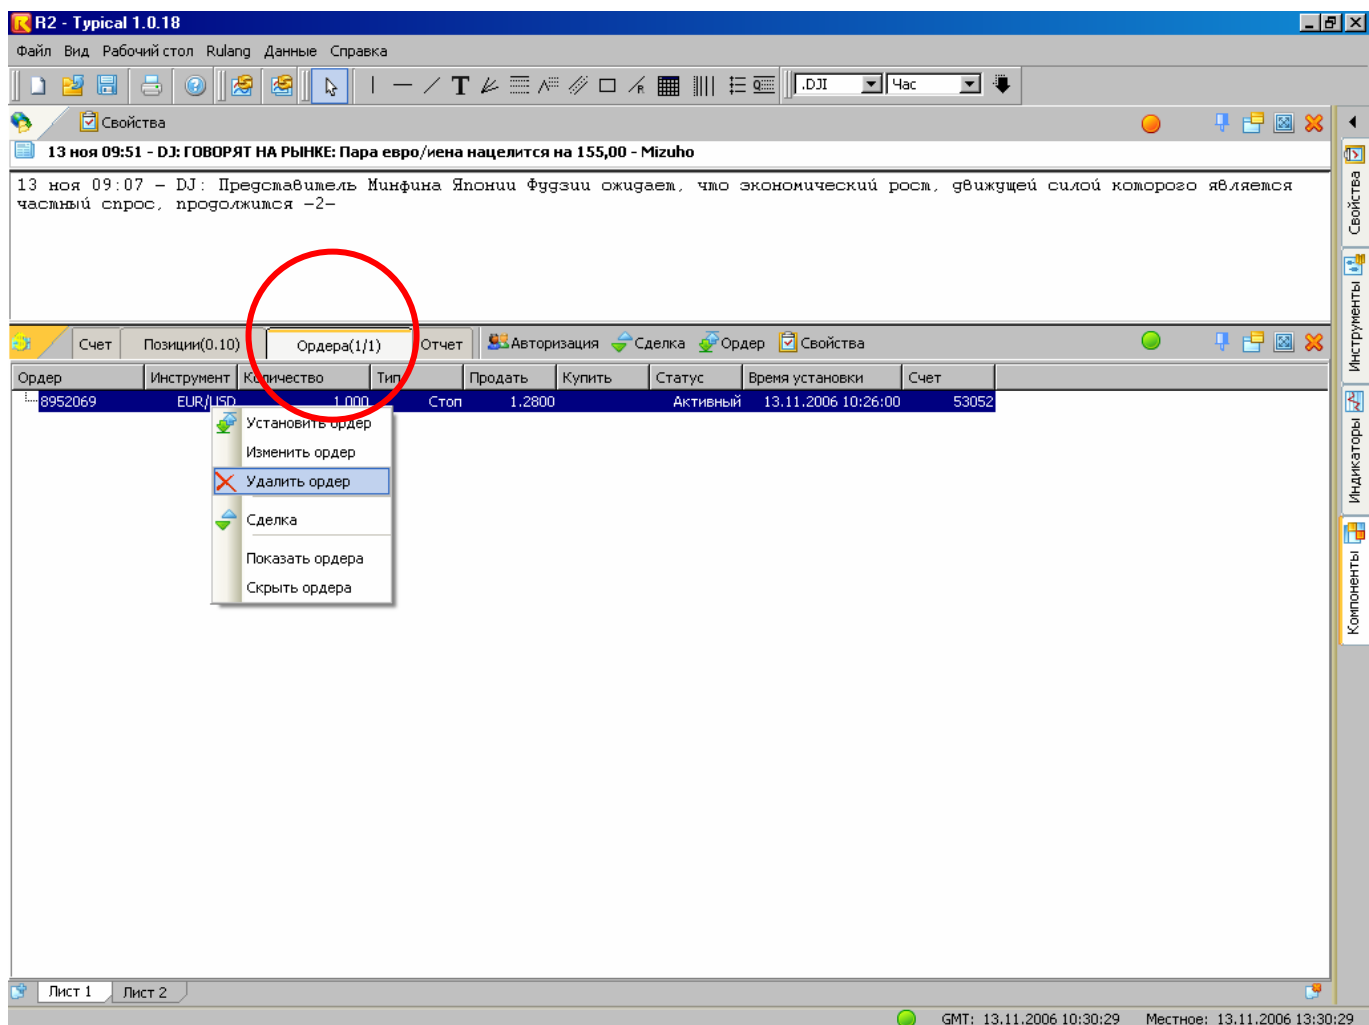 R2 - Typical 1.0.18
Файл Вид Рабочий стол Rulang Данные Справка
T .DJI Час
Свойства
13 ноя 09:51 - DJ: ГОВОРЯТ НА РЫНКЕ: Пара евро/иена нацелится на 155,00 - Mizuho
13 ноя 09:07 - DJ: Представитель Минфина Японии Фудзии ожидает, что экономический рост, движущей силой которого является
частный спрос, продолжится -2-
Счет Позиции(0.10) Ордера(1/1) Отчет Авторизация Сделка Ордер Свойства
Ордер Инструмент Количество Тип Продать Купить Статус Время установки Счет
8952069 EUR/USD 1.000 Стоп 1.2800 Активный 13.11.2006 10:26:00 53052
Установить ордер
Изменить ордер
Удалить ордер
Сделка
Показать ордера
Скрыть ордера
Свойства
Инструменты
Индикаторы
Компоненты
Лист 1 Лист 2
GMT: 13.11.2006 10:30:29 Местное: 13.11.2006 13:30:29